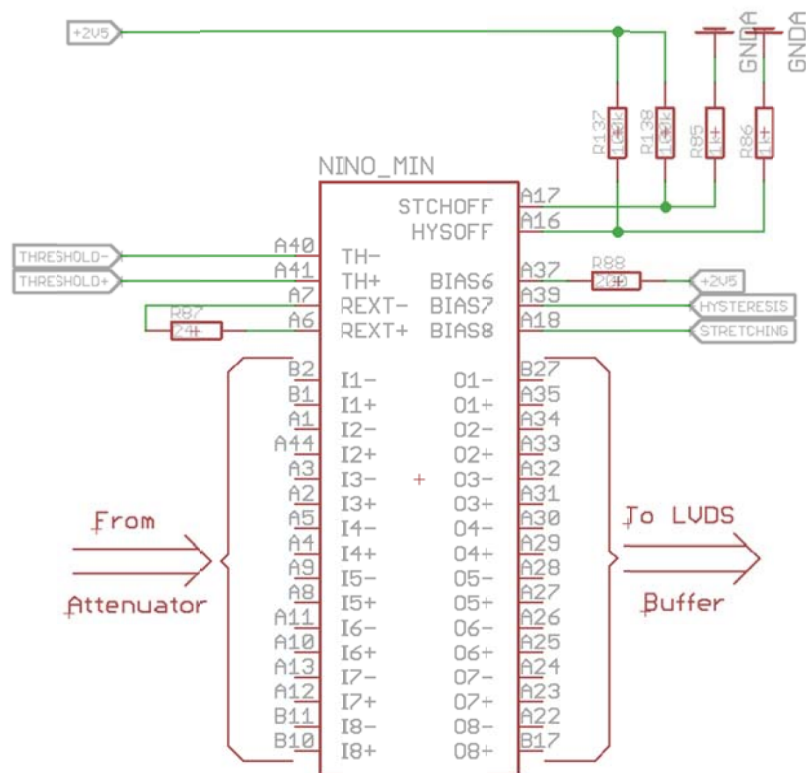 +2V5
GNDA
GNDA
R137
100k
R138
100k
R85
1k
R86
1k
NINO_MIN
STCHOFF A17
HYSOFF A16
THRESHOLD- A40 TH-
THRESHOLD+ A41 TH+ BIAS6 A37 R88 200 +2V5
A7 REXT- BIAS7 A39 HYSTERESIS
R87 24 A6 REXT+ BIAS8 A18 STRETCHING
B2 I1- O1- B27
B1 I1+ O1+ A35
A1 I2- O2- A34
A44 I2+ O2+ A33
A3 I3- O3- A32
A2 I3+ O3+ A31
A5 I4- O4- A30
A4 I4+ O4+ A29
A9 I5- O5- A28
A8 I5+ O5+ A27
A11 I6- O6- A26
A10 I6+ O6+ A25
A13 I7- O7- A24
A12 I7+ O7+ A23
B11 I8- O8- A22
B10 I8+ O8+ B17
From
Attenuator
To LVDS
Buffer